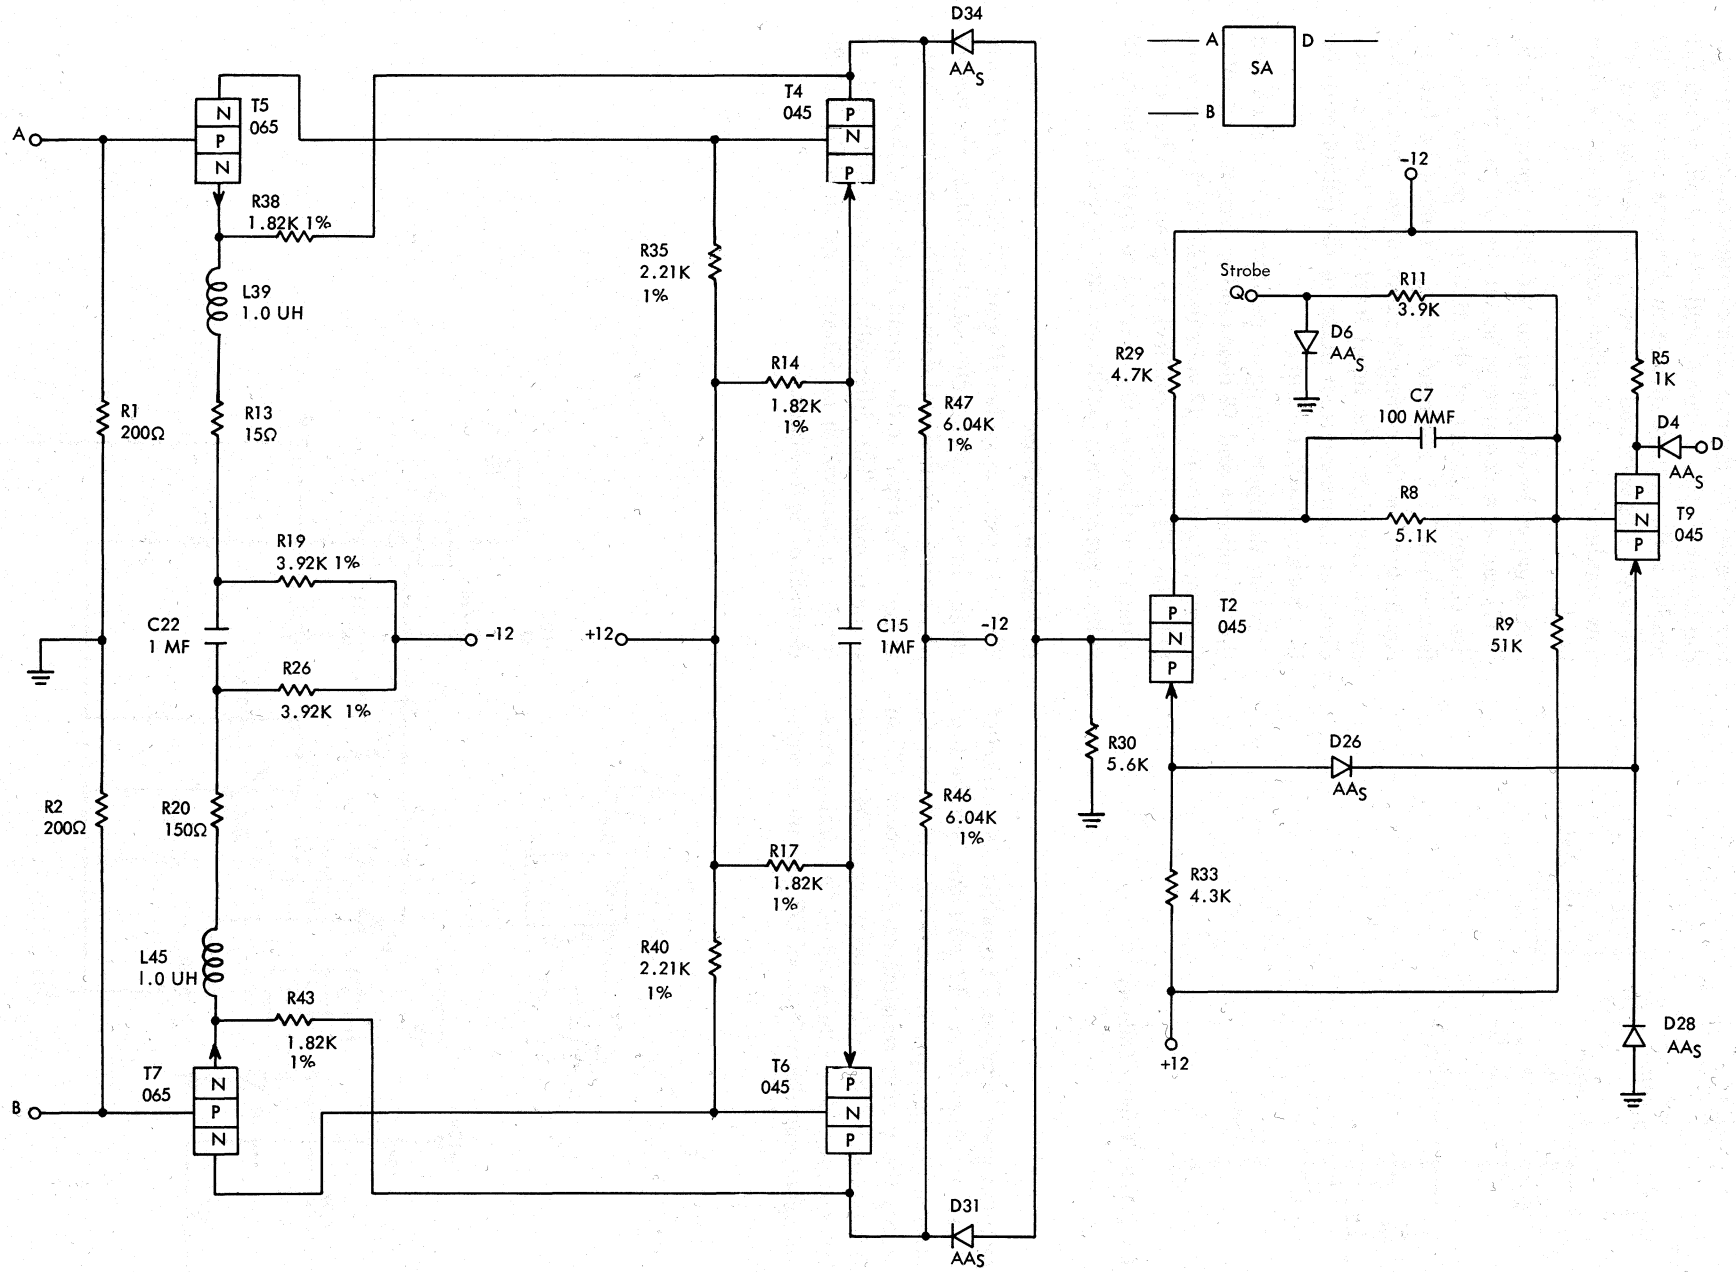 D34
AAS
A
D
SA
B
T5
065
N
P
N
T4
045
P
N
P
A
-12
R38
1.82K 1%
R35
2.21K
1%
Strobe
Q
R11
3.9K
L39
1.0 UH
D6
AAS
R29
4.7K
R5
1K
R14
1.82K
1%
R1
200Ω
R13
15Ω
R47
6.04K
1%
C7
100 MMF
D4
D
AAS
R8
5.1K
P
N
P
T9
045
R19
3.92K 1%
C22
1 MF
-12
+12
C15
1MF
-12
P
N
P
T2
045
R9
51K
R26
3.92K 1%
R30
5.6K
D26
AAS
R2
200Ω
R20
150Ω
R46
6.04K
1%
R17
1.82K
1%
R33
4.3K
L45
1.0 UH
R40
2.21K
1%
R43
1.82K
1%
+12
D28
AAS
T7
065
N
P
N
T6
045
P
N
P
B
D31
AAS